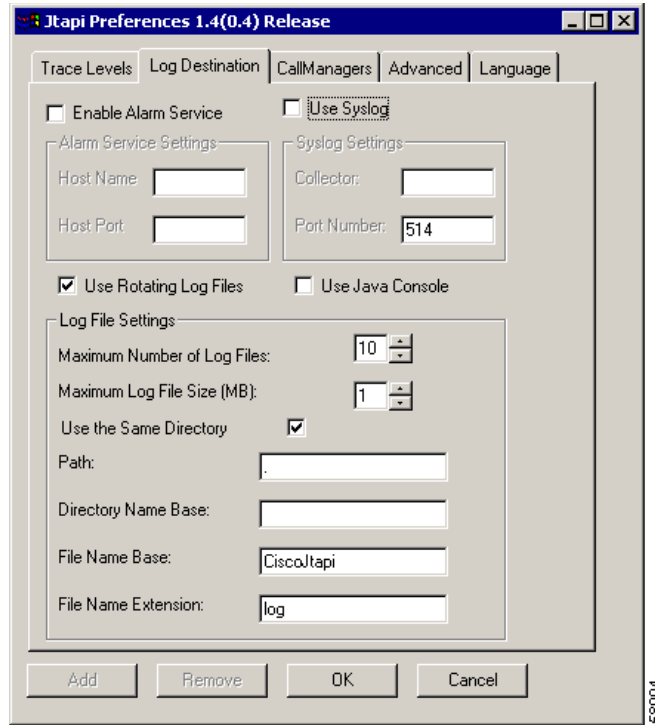 Jtapi Preferences 1.4(0.4) Release
Trace Levels Log Destination CallManagers Advanced Language
Enable Alarm Service Use Syslog
Alarm Service Settings Syslog Settings
Host Name Collector:
Host Port Port Number: 514
Use Rotating Log Files Use Java Console
Log File Settings
Maximum Number of Log Files: 10
Maximum Log File Size (MB): 1
Use the Same Directory
Path: .
Directory Name Base:
File Name Base: CiscoJtapi
File Name Extension: log
Add Remove OK Cancel